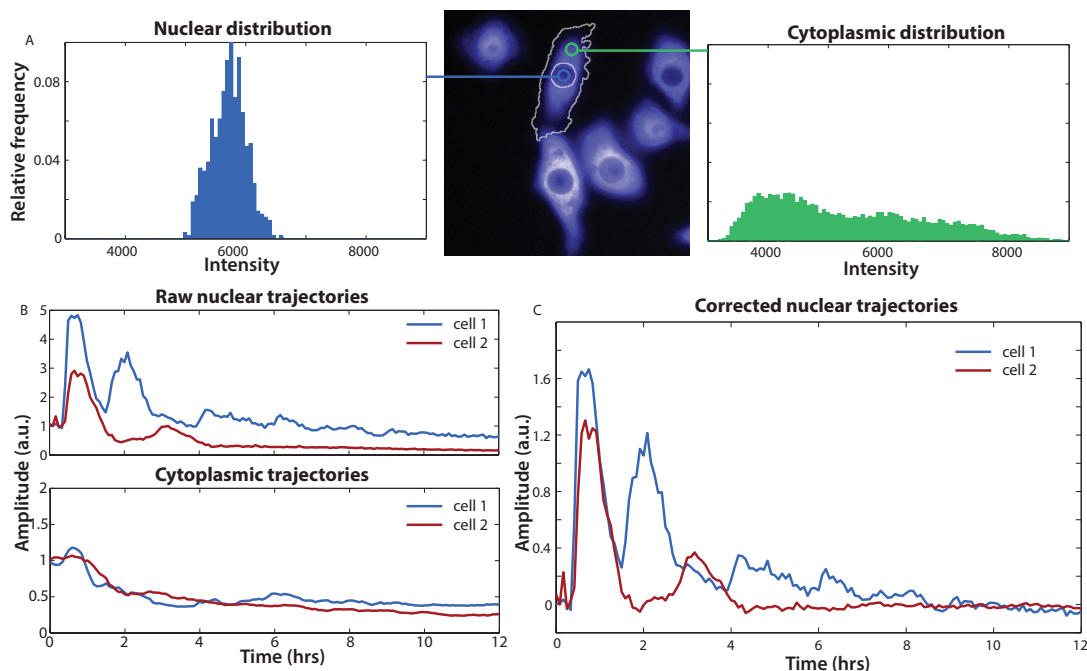 A
Nuclear distribution
Relative frequency
0.08
0.04
0
4000 6000 8000
Intensity
Cytoplasmic distribution
4000 6000 8000
Intensity
B
Raw nuclear trajectories
5
4
3
2
1
0
cell 1
cell 2
Amplitude (a.u.)
Cytoplasmic trajectories
2
1.5
1
0.5
0
cell 1
cell 2
0 2 4 6 8 10 12
Time (hrs)
C
Corrected nuclear trajectories
Amplitude (a.u.)
1.6
1.2
0.8
0.4
0
cell 1
cell 2
0 2 4 6 8 10 12
Time (hrs)